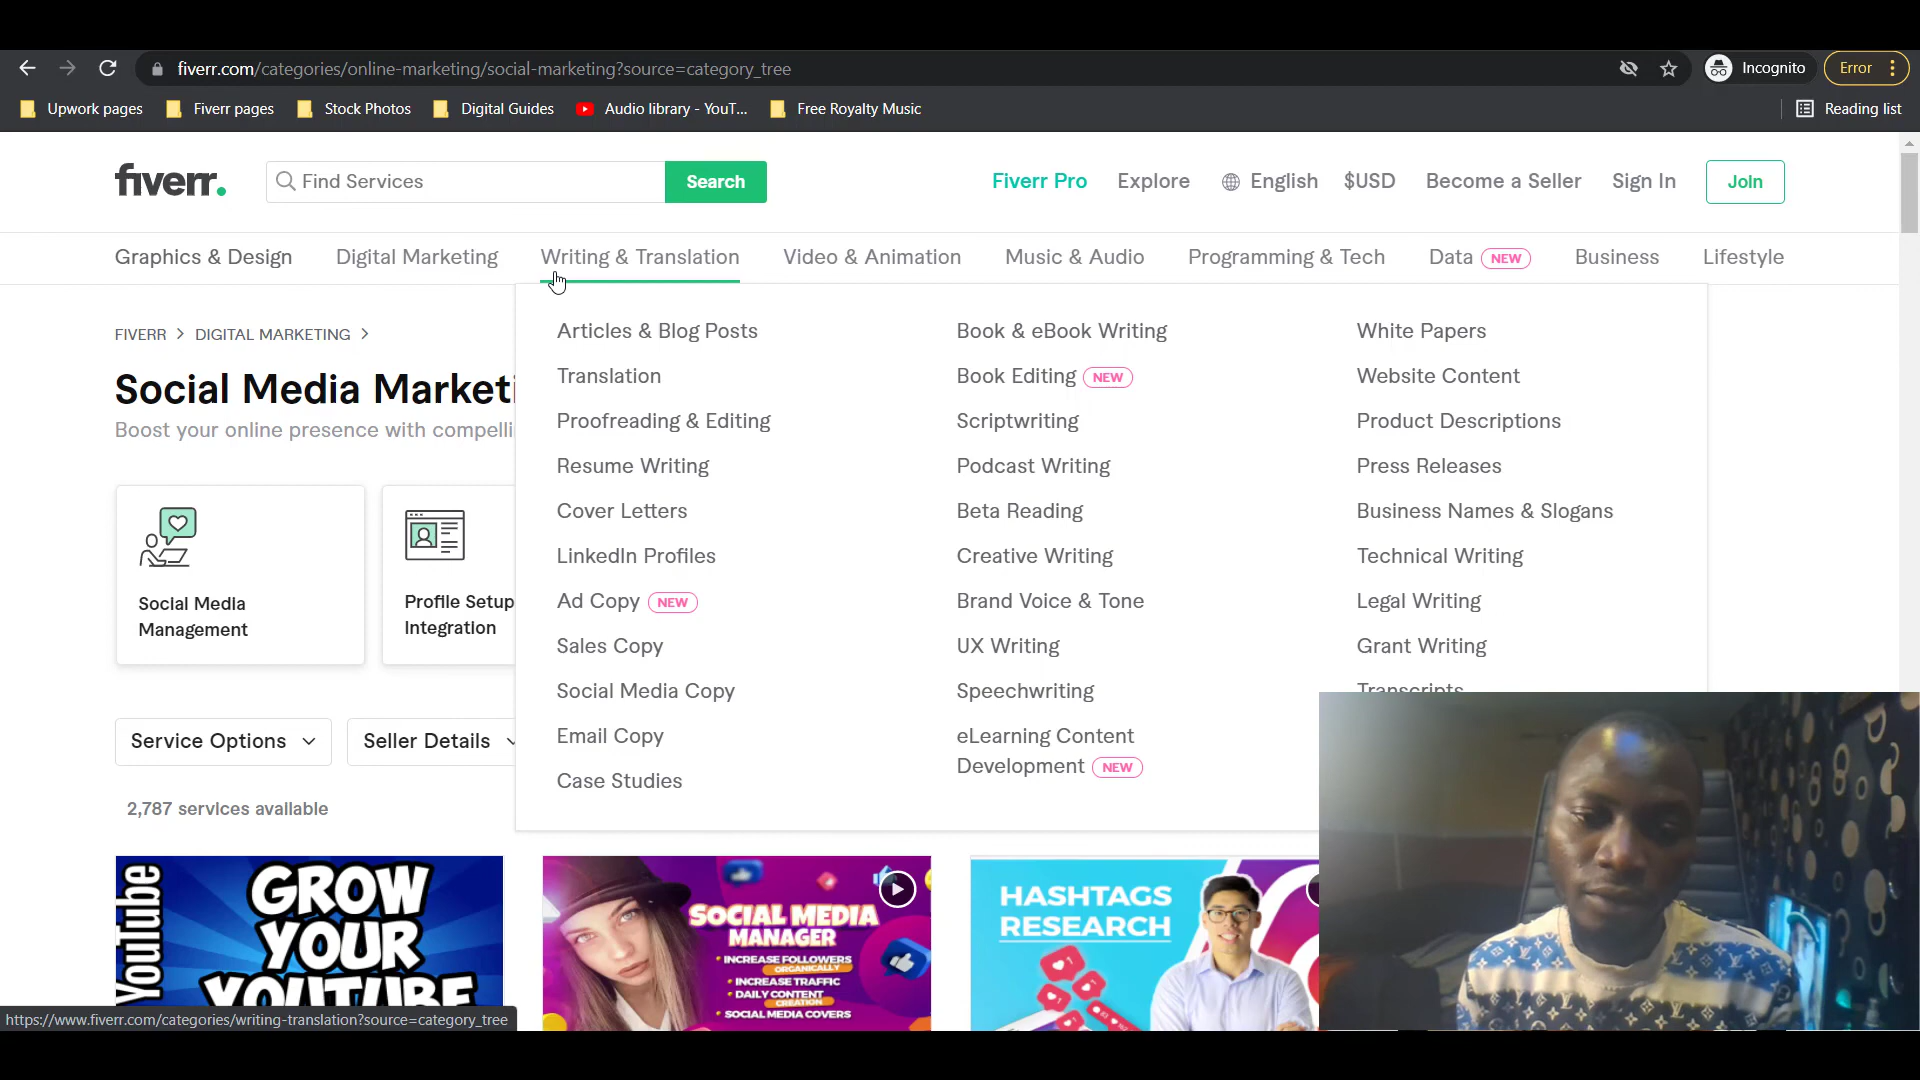 fiverr.com/categories/online-marketing/social-marketing?source=category_tree
Incognito
Error
Upwork pages
Fiverr pages
Stock Photos
Digital Guides
Audio library - YouT...
Free Royalty Music
Reading list
fiverr.
Find Services
Search
Fiverr Pro
Explore
English
$USD
Become a Seller
Sign In
Join
Graphics & Design
Digital Marketing
Writing & Translation
Video & Animation
Music & Audio
Programming & Tech
Data NEW
Business
Lifestyle
FIVERR > DIGITAL MARKETING >
Social Media Marketi
Boost your online presence with compelli
Social Media
Management
Profile Setup
Integration
Service Options
Seller Details
2,787 services available
Articles & Blog Posts
Translation
Proofreading & Editing
Resume Writing
Cover Letters
LinkedIn Profiles
Ad Copy NEW
Sales Copy
Social Media Copy
Email Copy
Case Studies
Book & eBook Writing
Book Editing NEW
Scriptwriting
Podcast Writing
Beta Reading
Creative Writing
Brand Voice & Tone
UX Writing
Speechwriting
eLearning Content
Development NEW
White Papers
Website Content
Product Descriptions
Press Releases
Business Names & Slogans
Technical Writing
Legal Writing
Grant Writing
Transcripts
YouTube
GROW
YOUR
YOUTUBE
SOCIAL MEDIA
MANAGER
• INCREASE FOLLOWERS
ORGANICALLY
• INCREASE TRAFFIC
• DAILY CONTENT
CREATION
• SOCIAL MEDIA COVERS
HASHTAGS
RESEARCH
https://www.fiverr.com/categories/writing-translation?source=category_tree